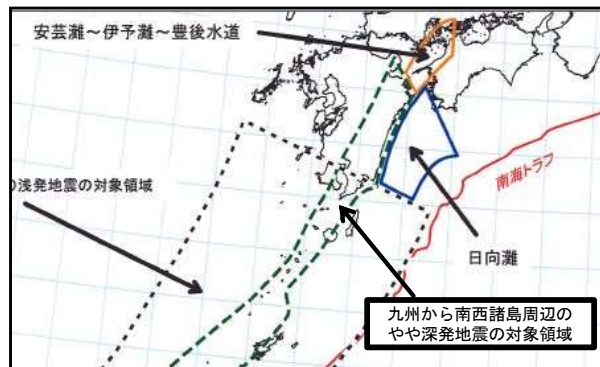 安芸灘～伊予灘～豊後水道
の浅発地震の対象領域
南海トラフ
日向灘
九州から南西諸島周辺の
やや深発地震の対象領域